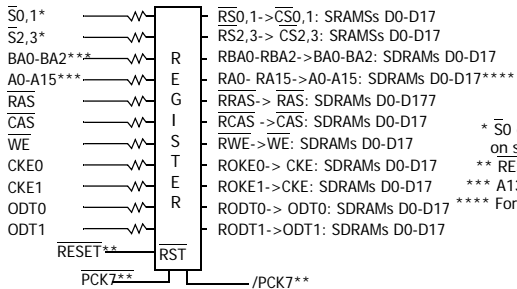 S0,1* RS0,1->CS0,1: SRAMSs D0-D17
S2,3* RS2,3-> CS2,3: SRAMSs D0-D17
BA0-BA2*** RBA0-RBA2->BA0-BA2: SDRAMs D0-D17
A0-A15*** RA0- RA15->A0-A15: SDRAMs D0-D17****
RAS RRAS-> RAS: SDRAMs D0-D177
CAS RCAS ->CAS: SDRAMs D0-D17
WE RWE->WE: SDRAMs D0-D17
CKE0 ROKE0-> CKE: SDRAMs D0-D17
CKE1 ROKE1->CKE: SDRAMs D0-D17
ODT0 RODT0-> ODT0: SDRAMs D0-D17
ODT1 RODT1->ODT1: SDRAMs D0-D17
REGISTER
RESET** RST
PCK7** /PCK7**
* S0
on s
** RE
*** A13
**** For